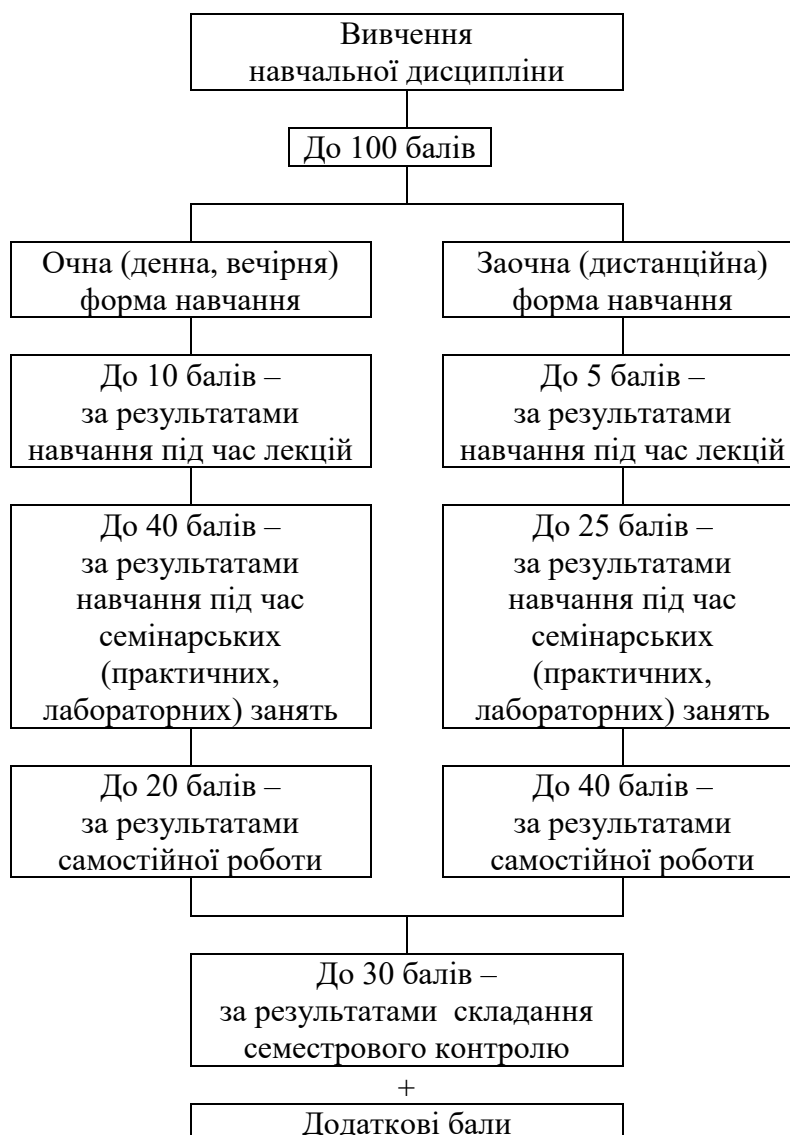 Вивчення
навчальної дисципліни
До 100 балів
Очна (денна, вечірня)
форма навчання
До 10 балів –
за результатами
навчання під час лекцій
До 40 балів –
за результатами
навчання під час
семінарських
(практичних,
лабораторних) занять
До 20 балів –
за результатами
самостійної роботи
Заочна (дистанційна)
форма навчання
До 5 балів –
за результатами
навчання під час лекцій
До 25 балів –
за результатами
навчання під час
семінарських
(практичних,
лабораторних) занять
До 40 балів –
за результатами
самостійної роботи
До 30 балів –
за результатами складання
семестрового контролю
+
Додаткові бали